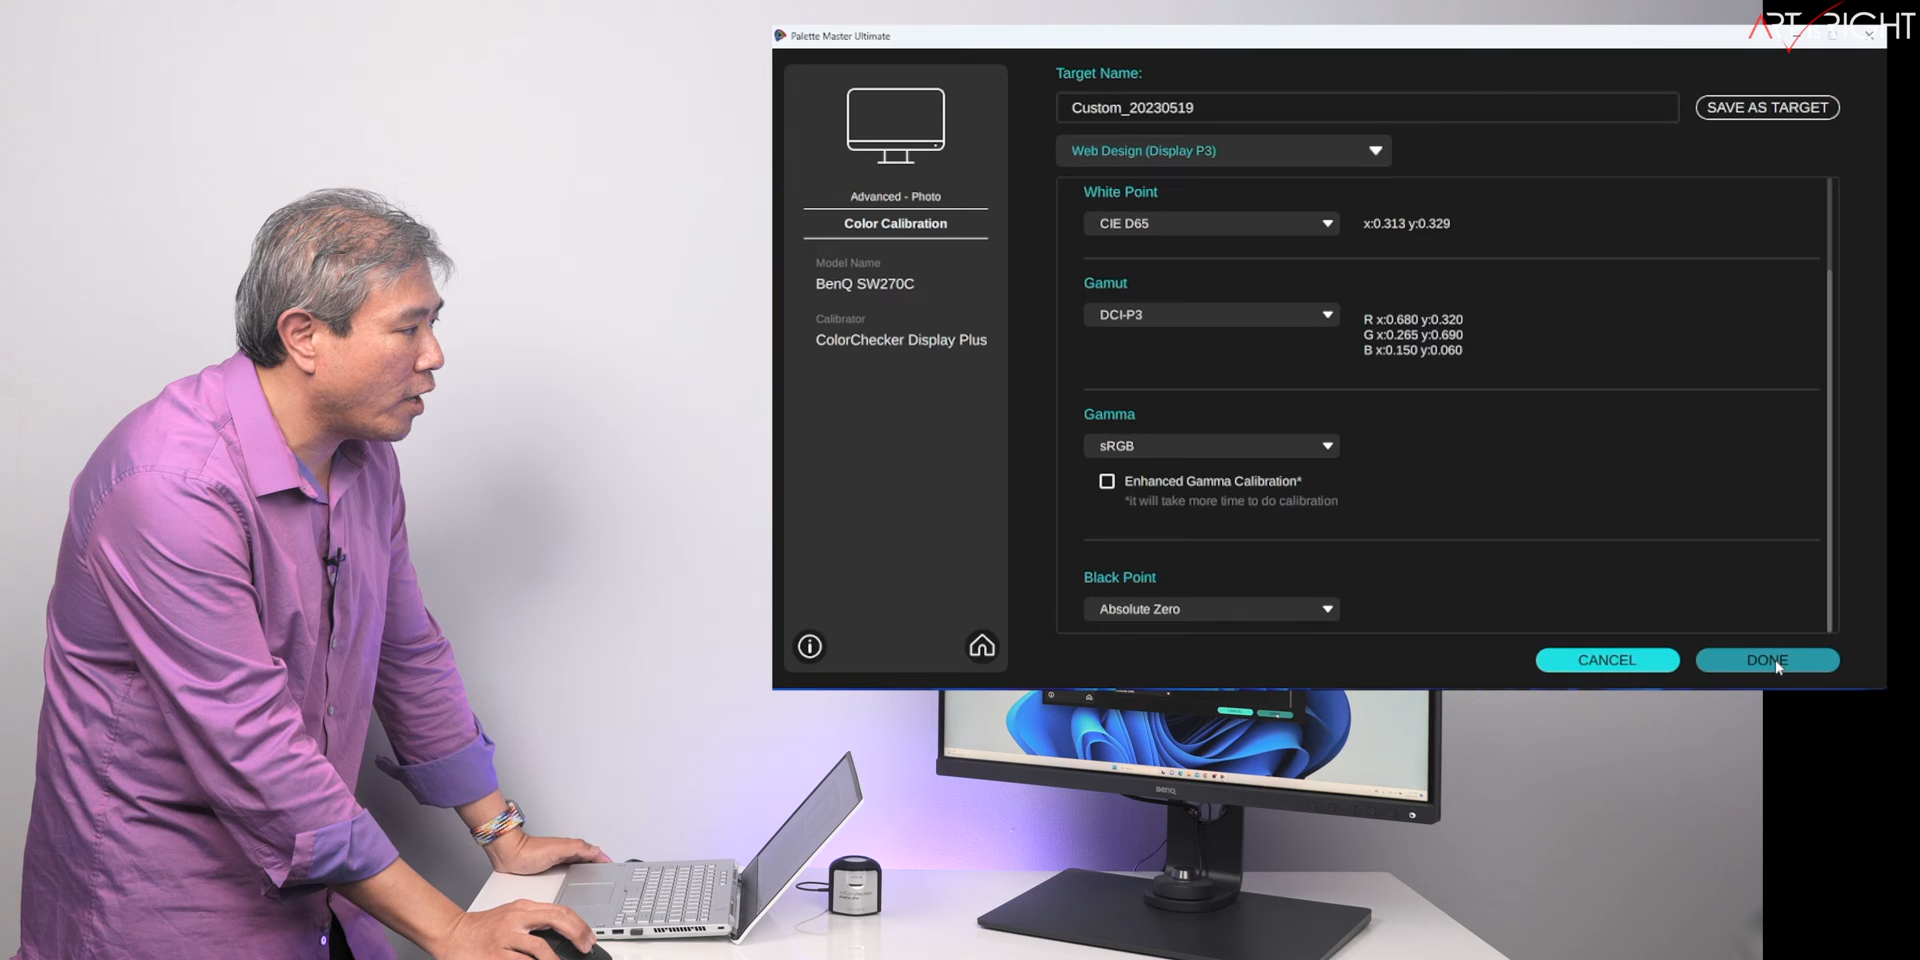 ART IS RIGHT
Palette Master Ultimate
Target Name:
Custom_20230519
SAVE AS TARGET
Web Design (Display P3)
Advanced - Photo
Color Calibration
Model Name
BenQ SW270C
Calibrator
ColorChecker Display Plus
White Point
CIE D65
x:0.313 y:0.329
Gamut
DCI-P3
R x:0.680 y:0.320
G x:0.265 y:0.690
B x:0.150 y:0.060
Gamma
sRGB
Enhanced Gamma Calibration*
*it will take more time to do calibration
Black Point
Absolute Zero
CANCEL
DONE
BenQ